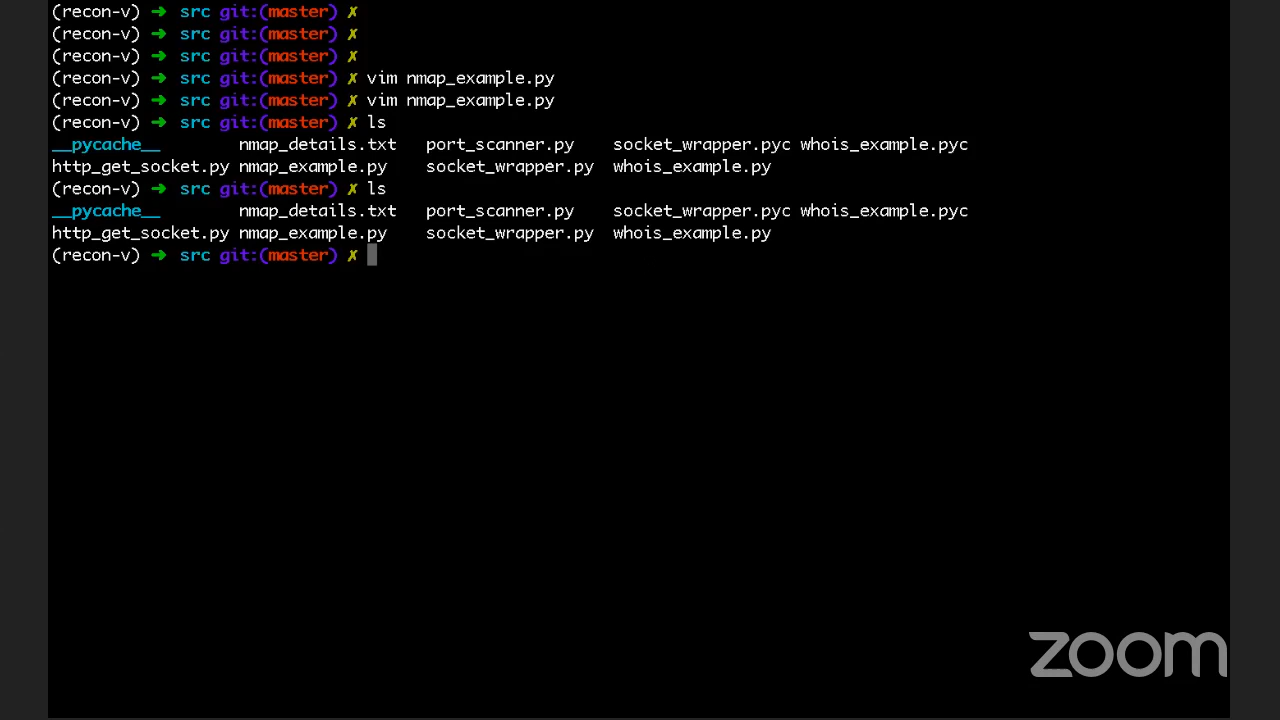 (recon-v) ➜ src git:(master) ✗
(recon-v) ➜ src git:(master) ✗
(recon-v) ➜ src git:(master) ✗
(recon-v) ➜ src git:(master) ✗ vim nmap_example.py
(recon-v) ➜ src git:(master) ✗ vim nmap_example.py
(recon-v) ➜ src git:(master) ✗ ls
__pycache__ nmap_details.txt port_scanner.py socket_wrapper.pyc whois_example.pyc
http_get_socket.py nmap_example.py socket_wrapper.py whois_example.py
(recon-v) ➜ src git:(master) ✗ ls
__pycache__ nmap_details.txt port_scanner.py socket_wrapper.pyc whois_example.pyc
http_get_socket.py nmap_example.py socket_wrapper.py whois_example.py
(recon-v) ➜ src git:(master) ✗
zoom